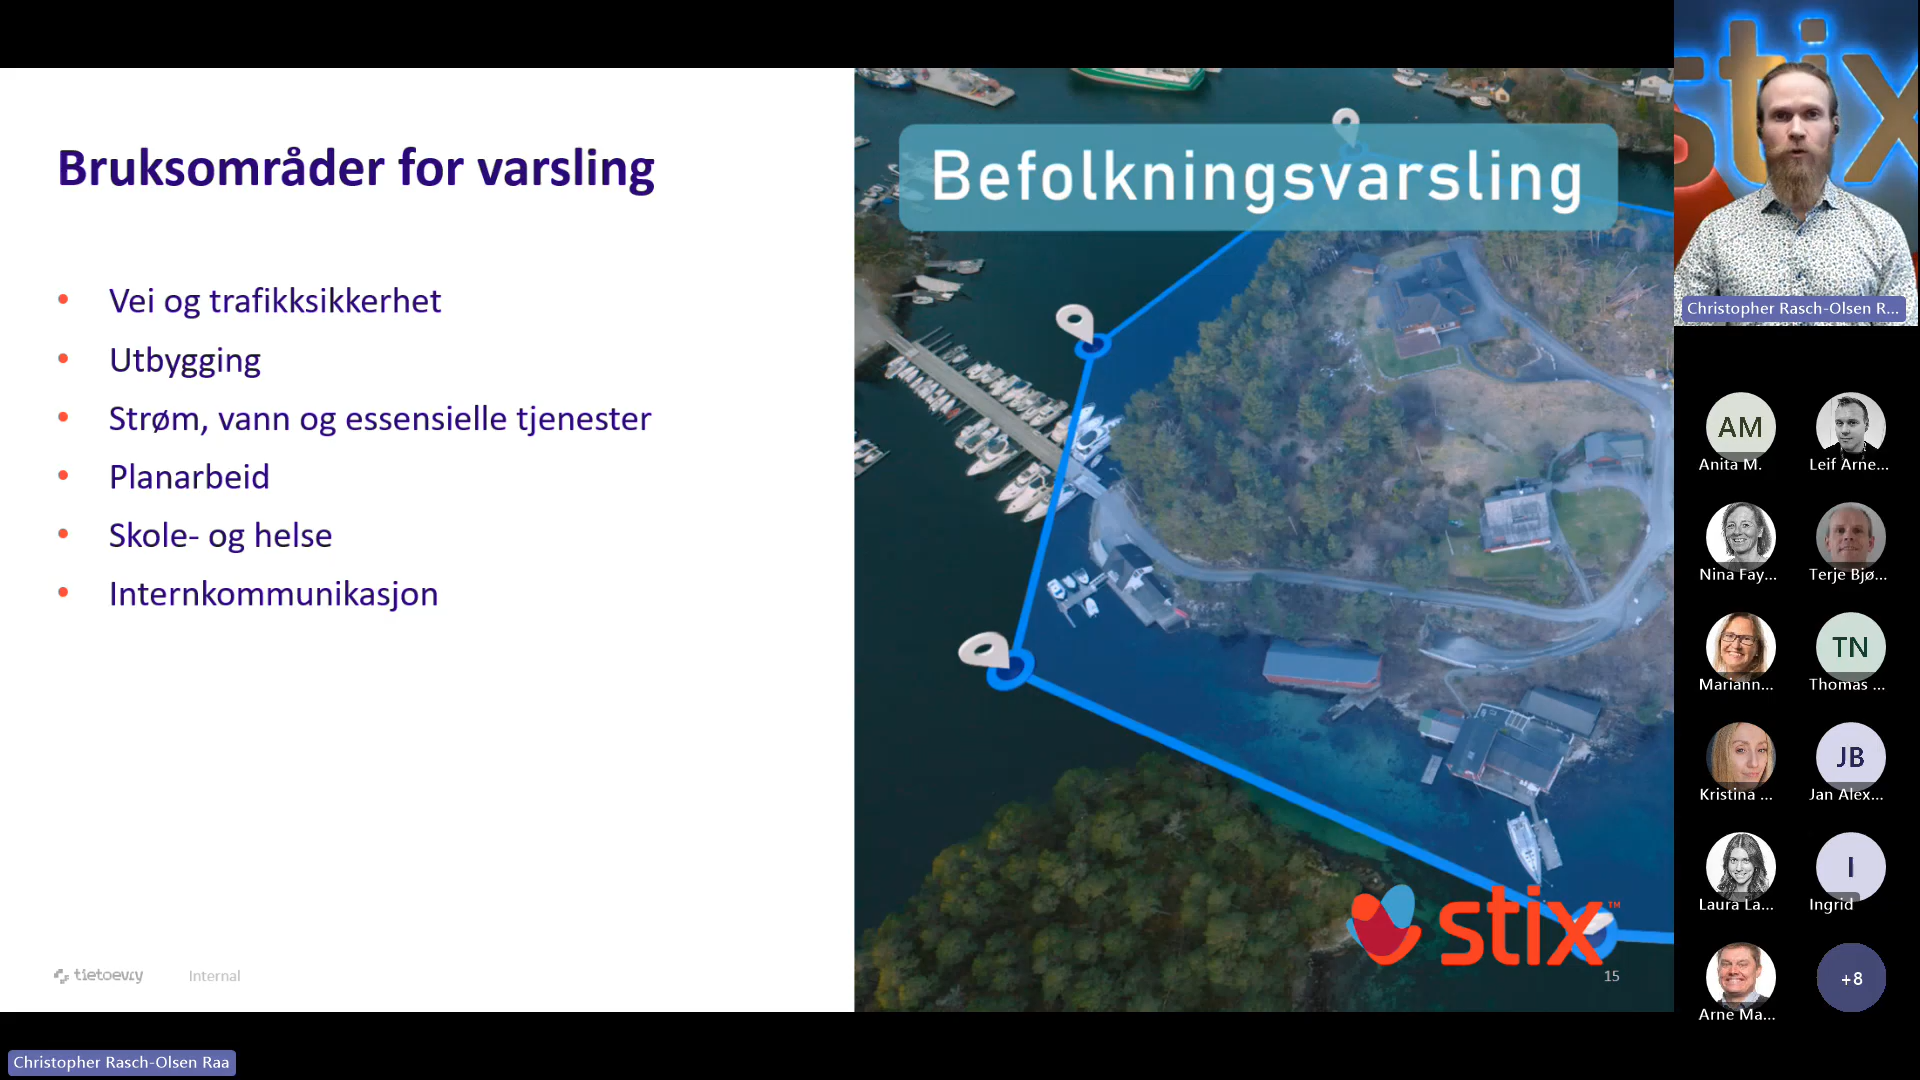 Bruksområder for varsling
• Vei og trafikksikkerhet
• Utbygging
• Strøm, vann og essensielle tjenester
• Planarbeid
• Skole- og helse
• Internkommunikasjon
tietoevry
Internal
Befolkningsvarsling
stix™
15
stix
Christopher Rasch-Olsen R...
AM
Anita M.
Leif Arne...
Nina Fay...
Terje Bjø...
Mariann...
TN
Thomas ...
Kristina ...
JB
Jan Alex...
Laura La...
I
Ingrid
Arne Ma...
+8
Christopher Rasch-Olsen Raa